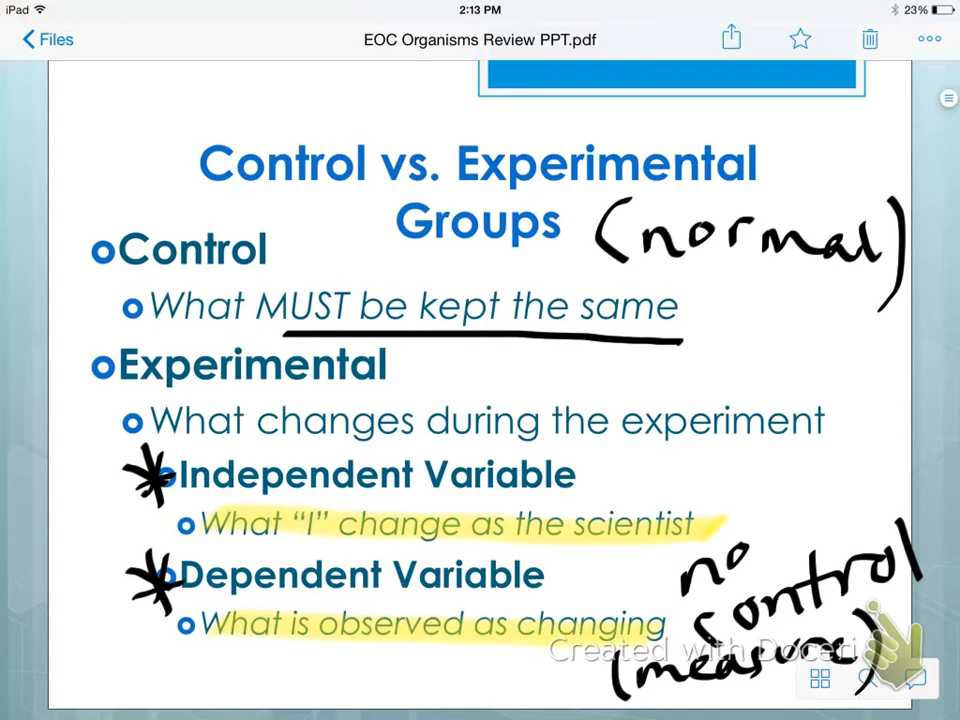 iPad 2:13 PM 23%
Files EOC Organisms Review PPT.pdf
Control vs. Experimental
Groups (normal)
Control
What MUST be kept the same
Experimental
What changes during the experiment
* Independent Variable
What “I” change as the scientist
* Dependent Variable
What is observed as changing
no
control
(measure)
Created with Doceri